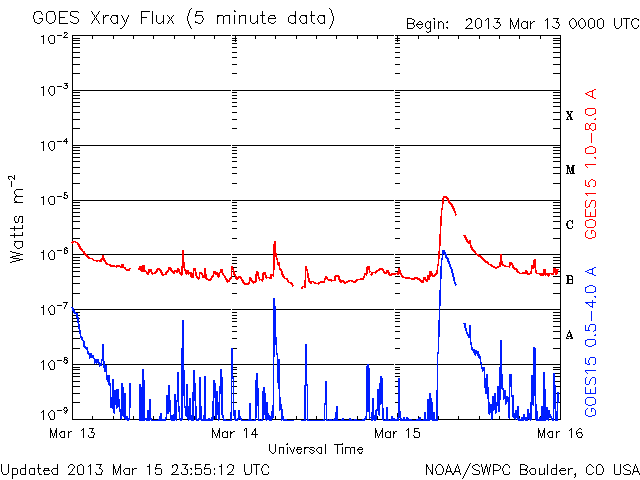 GOES Xray Flux (5 minute data)
Begin: 2013 Mar 13 0000 UTC
10⁻²
10⁻³
10⁻⁴
10⁻⁵
10⁻⁶
10⁻⁷
10⁻⁸
10⁻⁹
Watts m⁻²
X
M
C
B
A
GOES15 1.0−8.0 A
GOES15 0.5−4.0 A
Mar 13
Mar 14
Mar 15
Mar 16
Universal Time
Updated 2013 Mar 15 23:55:12 UTC
NOAA/SWPC Boulder, CO USA